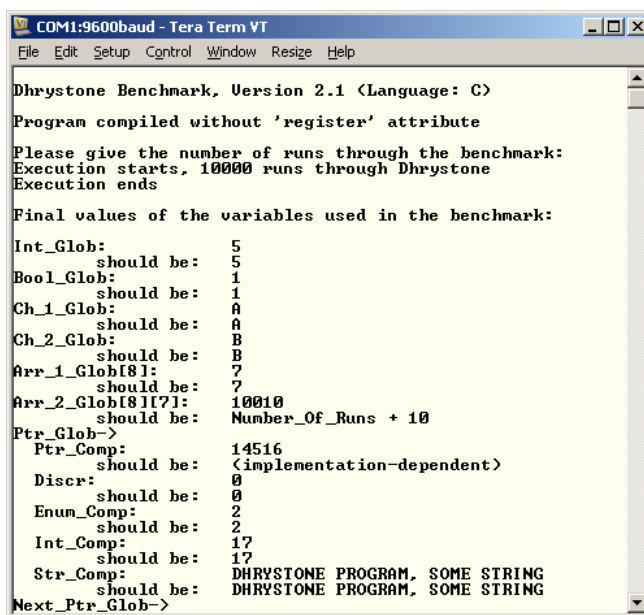 COM1:9600baud - Tera Term VT
File Edit Setup Control Window Resize Help
Dhrystone Benchmark, Version 2.1 (Language: C)
Program compiled without 'register' attribute
Please give the number of runs through the benchmark:
Execution starts, 10000 runs through Dhrystone
Execution ends
Final values of the variables used in the benchmark:
Int_Glob: 5
should be: 5
Bool_Glob: 1
should be: 1
Ch_1_Glob: A
should be: A
Ch_2_Glob: B
should be: B
Arr_1_Glob[8]: 7
should be: 7
Arr_2_Glob[8][7]: 10010
should be: Number_Of_Runs + 10
Ptr_Glob->
Ptr_Comp: 14516
should be: (implementation-dependent)
Discr: 0
should be: 0
Enum_Comp: 2
should be: 2
Int_Comp: 17
should be: 17
Str_Comp: DHRYSTONE PROGRAM, SOME STRING
should be: DHRYSTONE PROGRAM, SOME STRING
Next_Ptr_Glob->